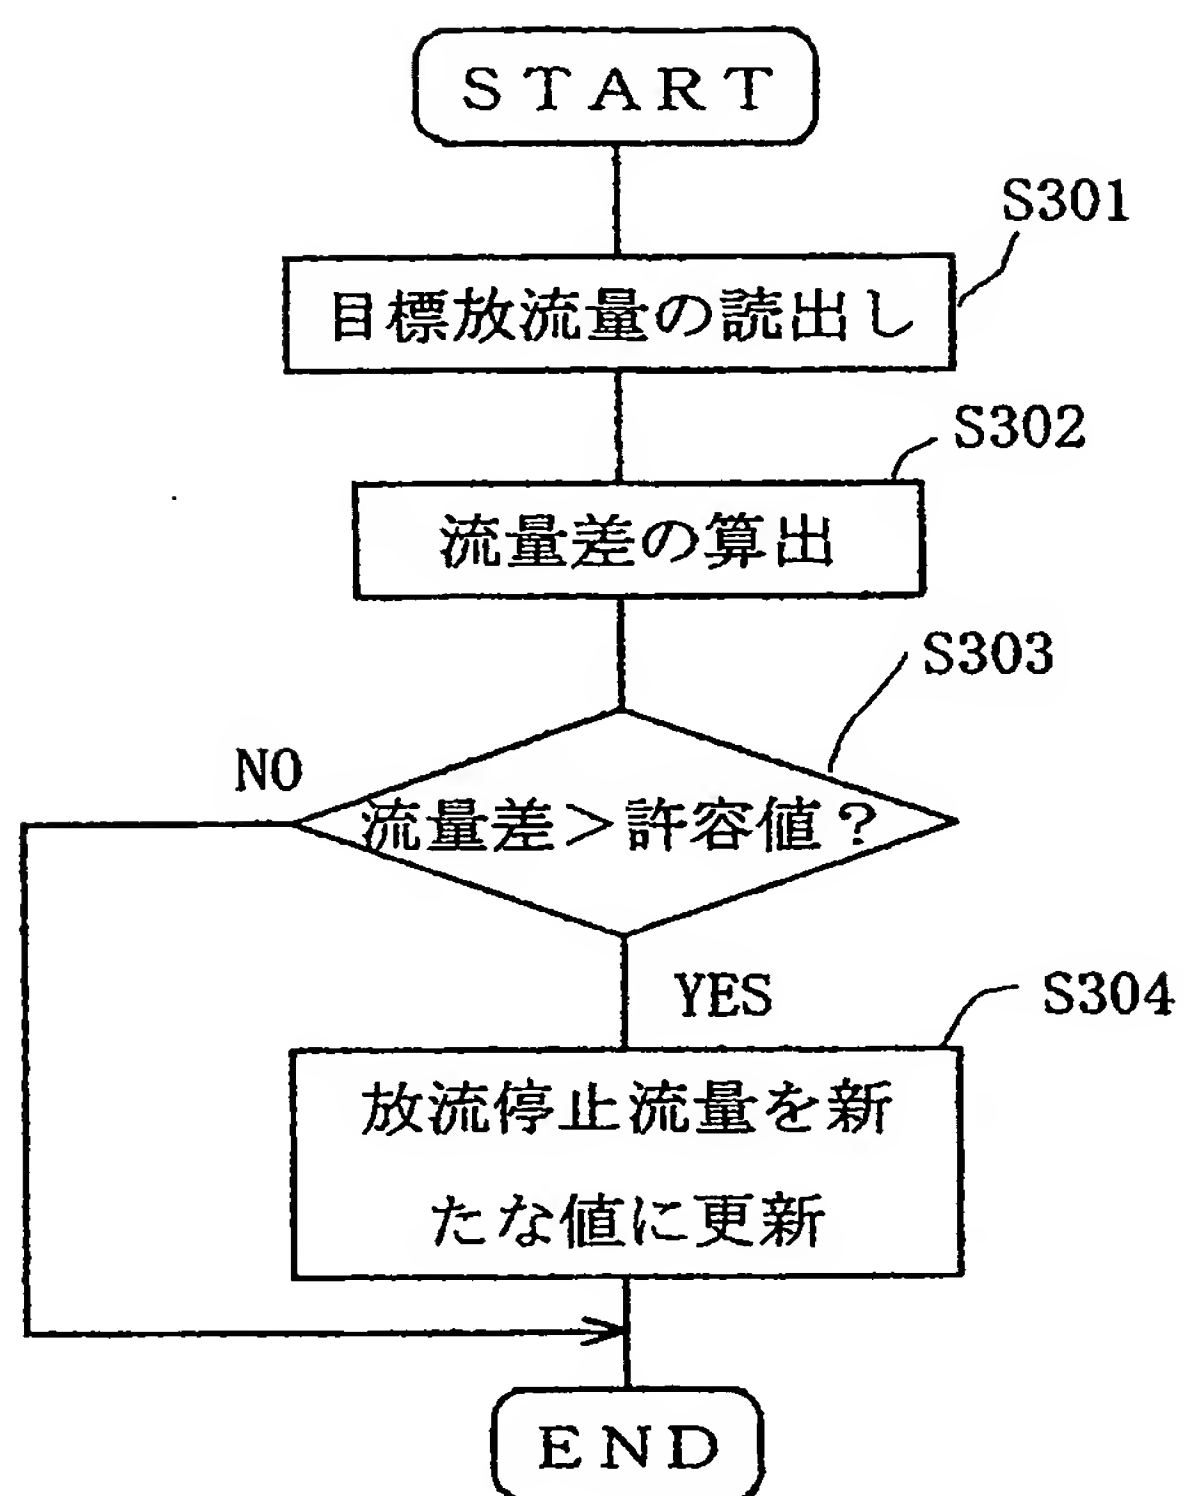 START
S301
目標放流量の読出し
S302
流量差の算出
S303
NO
流量差＞許容値？
YES
S304
放流停止流量を新
たな値に更新
END